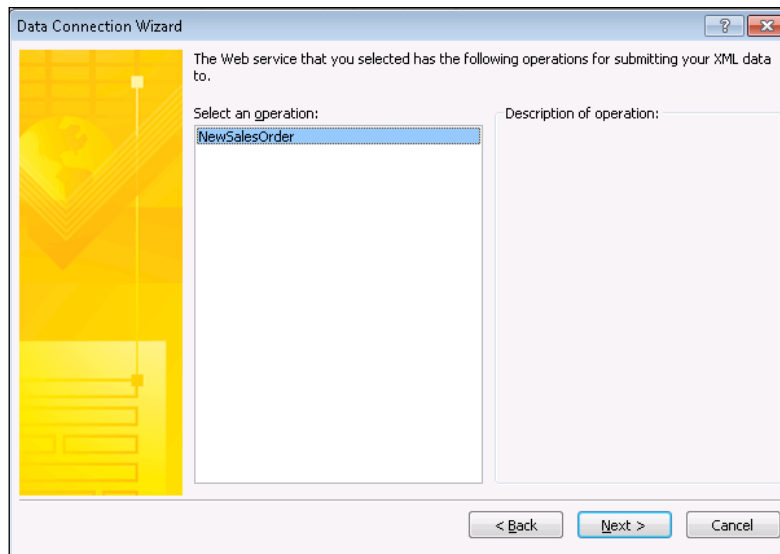 Data Connection Wizard
The Web service that you selected has the following operations for submitting your XML data
to.
Select an operation:
Description of operation:
NewSalesOrder
< Back
Next >
Cancel